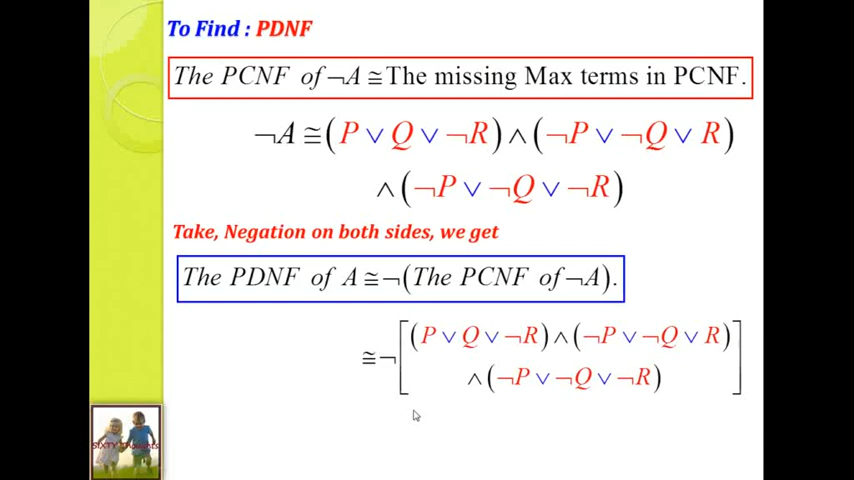 To Find : PDNF
The PCNF of ¬A ≅ The missing Max terms in PCNF.
¬A ≅ (P ∨ Q ∨ ¬R) ∧ (¬P ∨ ¬Q ∨ R)
∧ (¬P ∨ ¬Q ∨ ¬R)
Take, Negation on both sides, we get
The PDNF of A ≅ ¬(The PCNF of ¬A).
≅ ¬[(P ∨ Q ∨ ¬R) ∧ (¬P ∨ ¬Q ∨ R)
∧ (¬P ∨ ¬Q ∨ ¬R)]